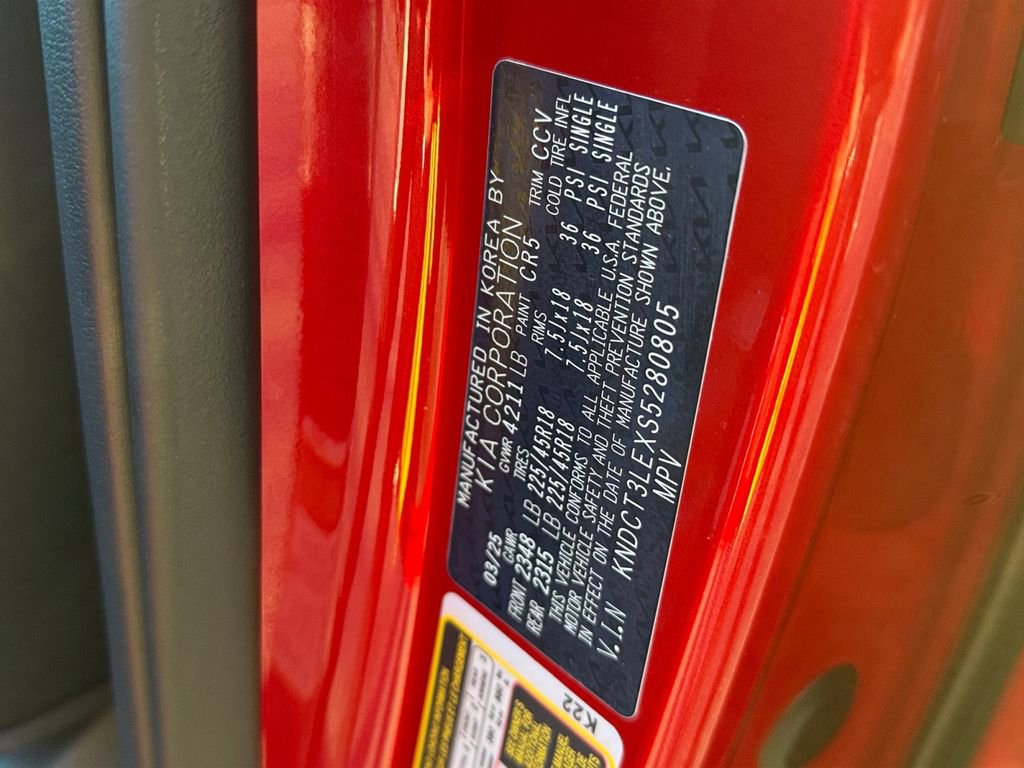 MANUFACTURED IN KOREA BY
KIA CORPORATION
03/25 GVWR 4211 LB PAINT CR5 TRIM CCV
GAWR TIRES RIMS COLD TIRE INFL
FRONT 2348 LB 225/45R18 7.5Jx18 36 PSI SINGLE
REAR 2315 LB 225/45R18 7.5Jx18 36 PSI SINGLE
THIS VEHICLE CONFORMS TO ALL APPLICABLE U.S.A. FEDERAL
MOTOR VEHICLE SAFETY AND THEFT PREVENTION STANDARDS
IN EFFECT ON THE DATE OF MANUFACTURE SHOWN ABOVE.
V.I.N KNDCT3LEXS5280805
MPV
K22